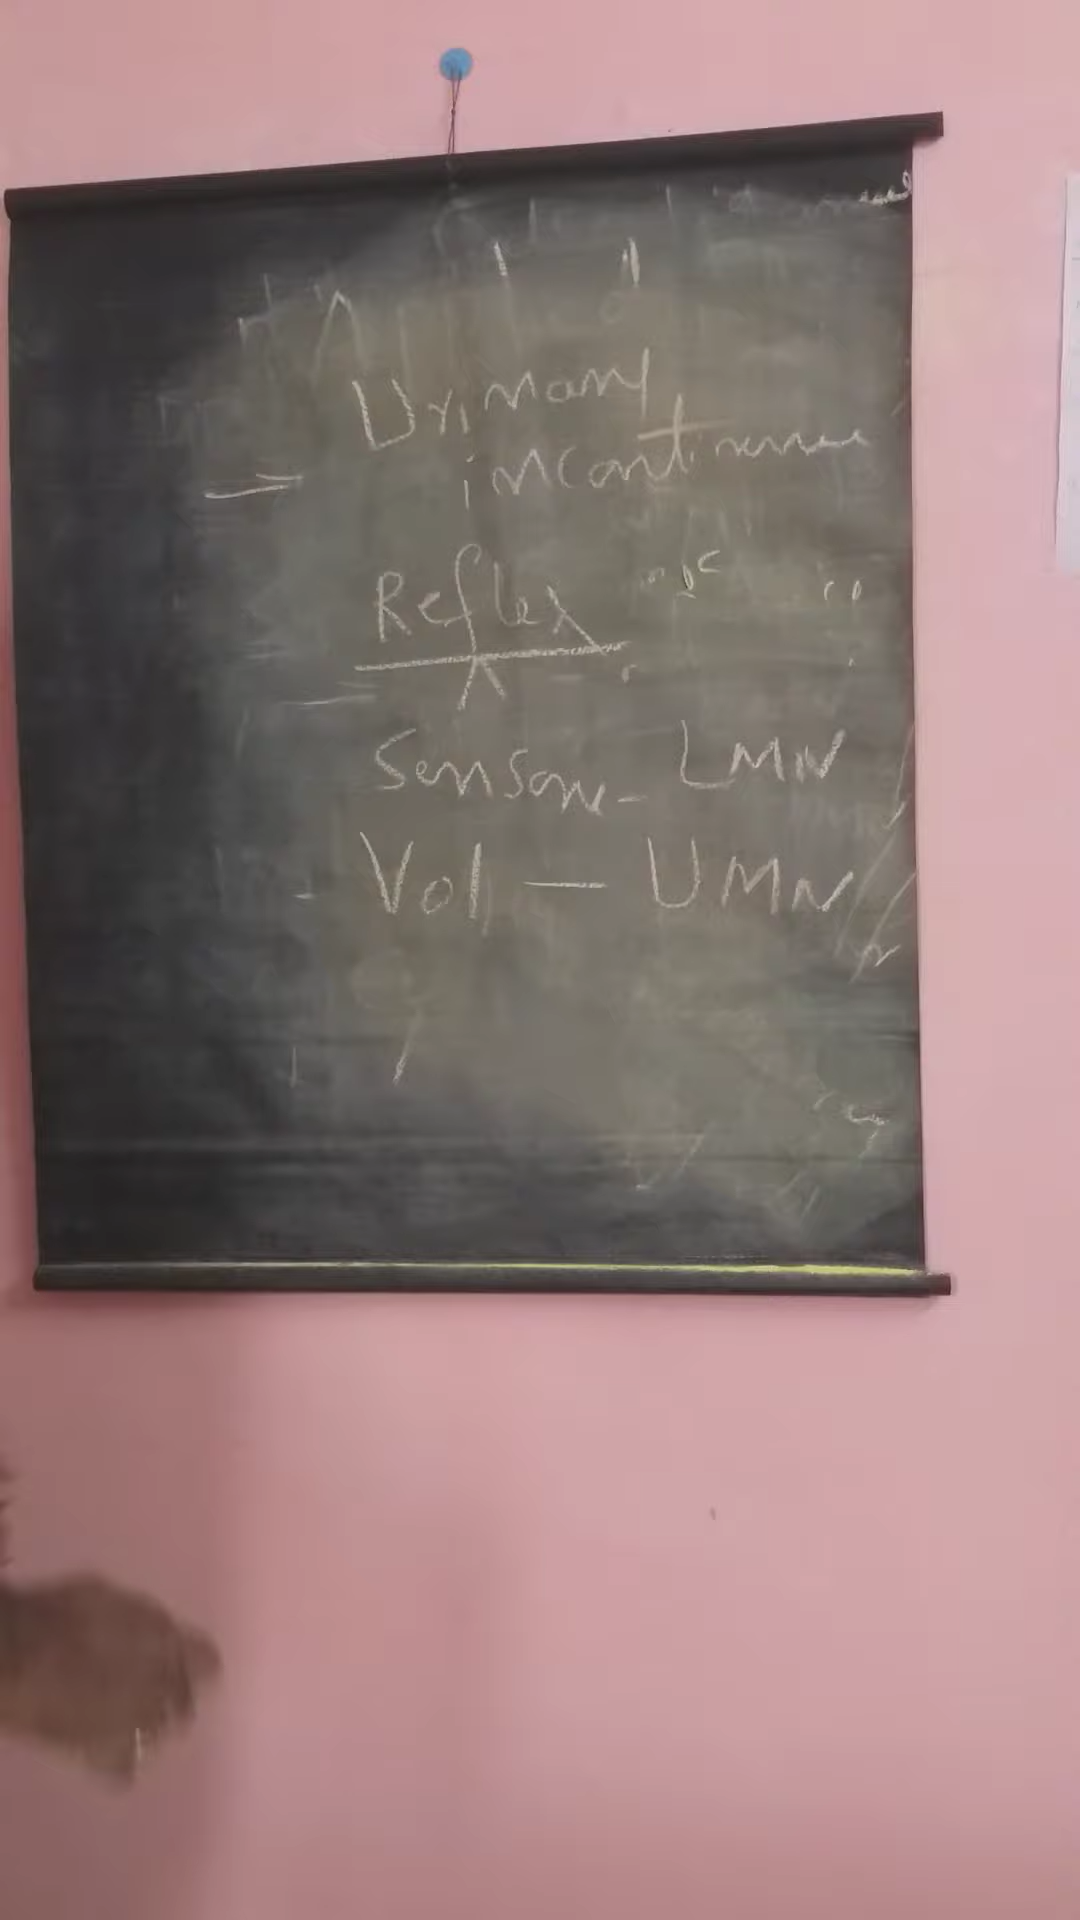 Urinary
incontinence
Reflex
Sensory - LMN
Vol — UMN